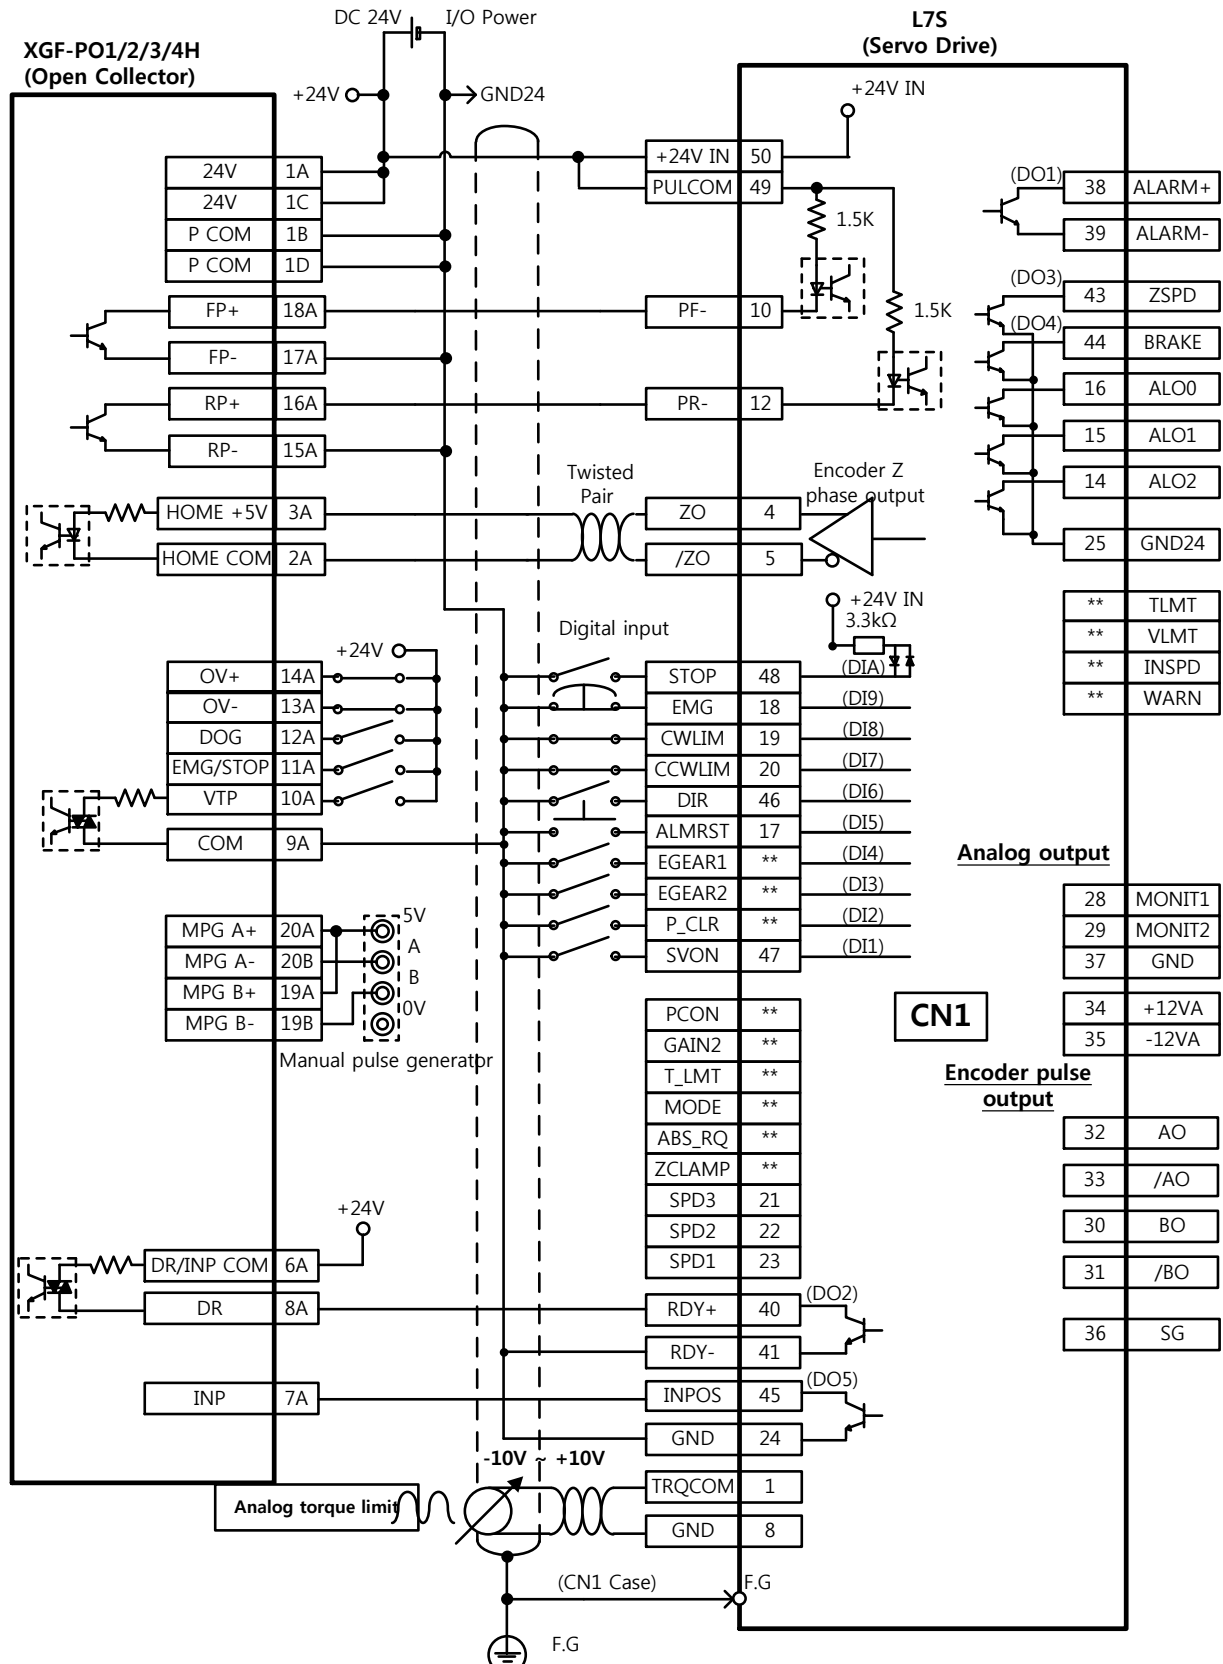 DC 24V
I/O Power
L7S
(Servo Drive)
XGF-PO1/2/3/4H
(Open Collector)
+24V
GND24
+24V IN
24V 1A
24V 1C
P COM 1B
P COM 1D
FP+ 18A
FP- 17A
RP+ 16A
RP- 15A
HOME +5V 3A
HOME COM 2A
+24V
OV+ 14A
OV- 13A
DOG 12A
EMG/STOP 11A
VTP 10A
COM 9A
MPG A+ 20A
MPG A- 20B
MPG B+ 19A
MPG B- 19B
5V
A
B
0V
Manual pulse generator
+24V
DR/INP COM 6A
DR 8A
INP 7A
Analog torque limit
-10V ~ +10V
Twisted
Pair
Digital input
+24V IN 50
PULCOM 49
1.5K
1.5K
PF- 10
PR- 12
Encoder Z
phase output
ZO 4
/ZO 5
+24V IN
3.3kΩ
STOP 48 (DIA)
EMG 18 (DI9)
CWLIM 19 (DI8)
CCWLIM 20 (DI7)
DIR 46 (DI6)
ALMRST 17 (DI5)
EGEAR1 ** (DI4)
EGEAR2 ** (DI3)
P_CLR ** (DI2)
SVON 47 (DI1)
PCON **
GAIN2 **
T_LMT **
MODE **
ABS_RQ **
ZCLAMP **
SPD3 21
SPD2 22
SPD1 23
RDY+ 40 (DO2)
RDY- 41
INPOS 45 (DO5)
GND 24
TRQCOM 1
GND 8
(CN1 Case)
F.G
F.G
(DO1) 38 ALARM+
39 ALARM-
(DO3) 43 ZSPD
(DO4) 44 BRAKE
16 ALO0
15 ALO1
14 ALO2
25 GND24
** TLMT
** VLMT
** INSPD
** WARN
Analog output
28 MONIT1
29 MONIT2
37 GND
CN1
34 +12VA
35 -12VA
Encoder pulse
output
32 AO
33 /AO
30 BO
31 /BO
36 SG